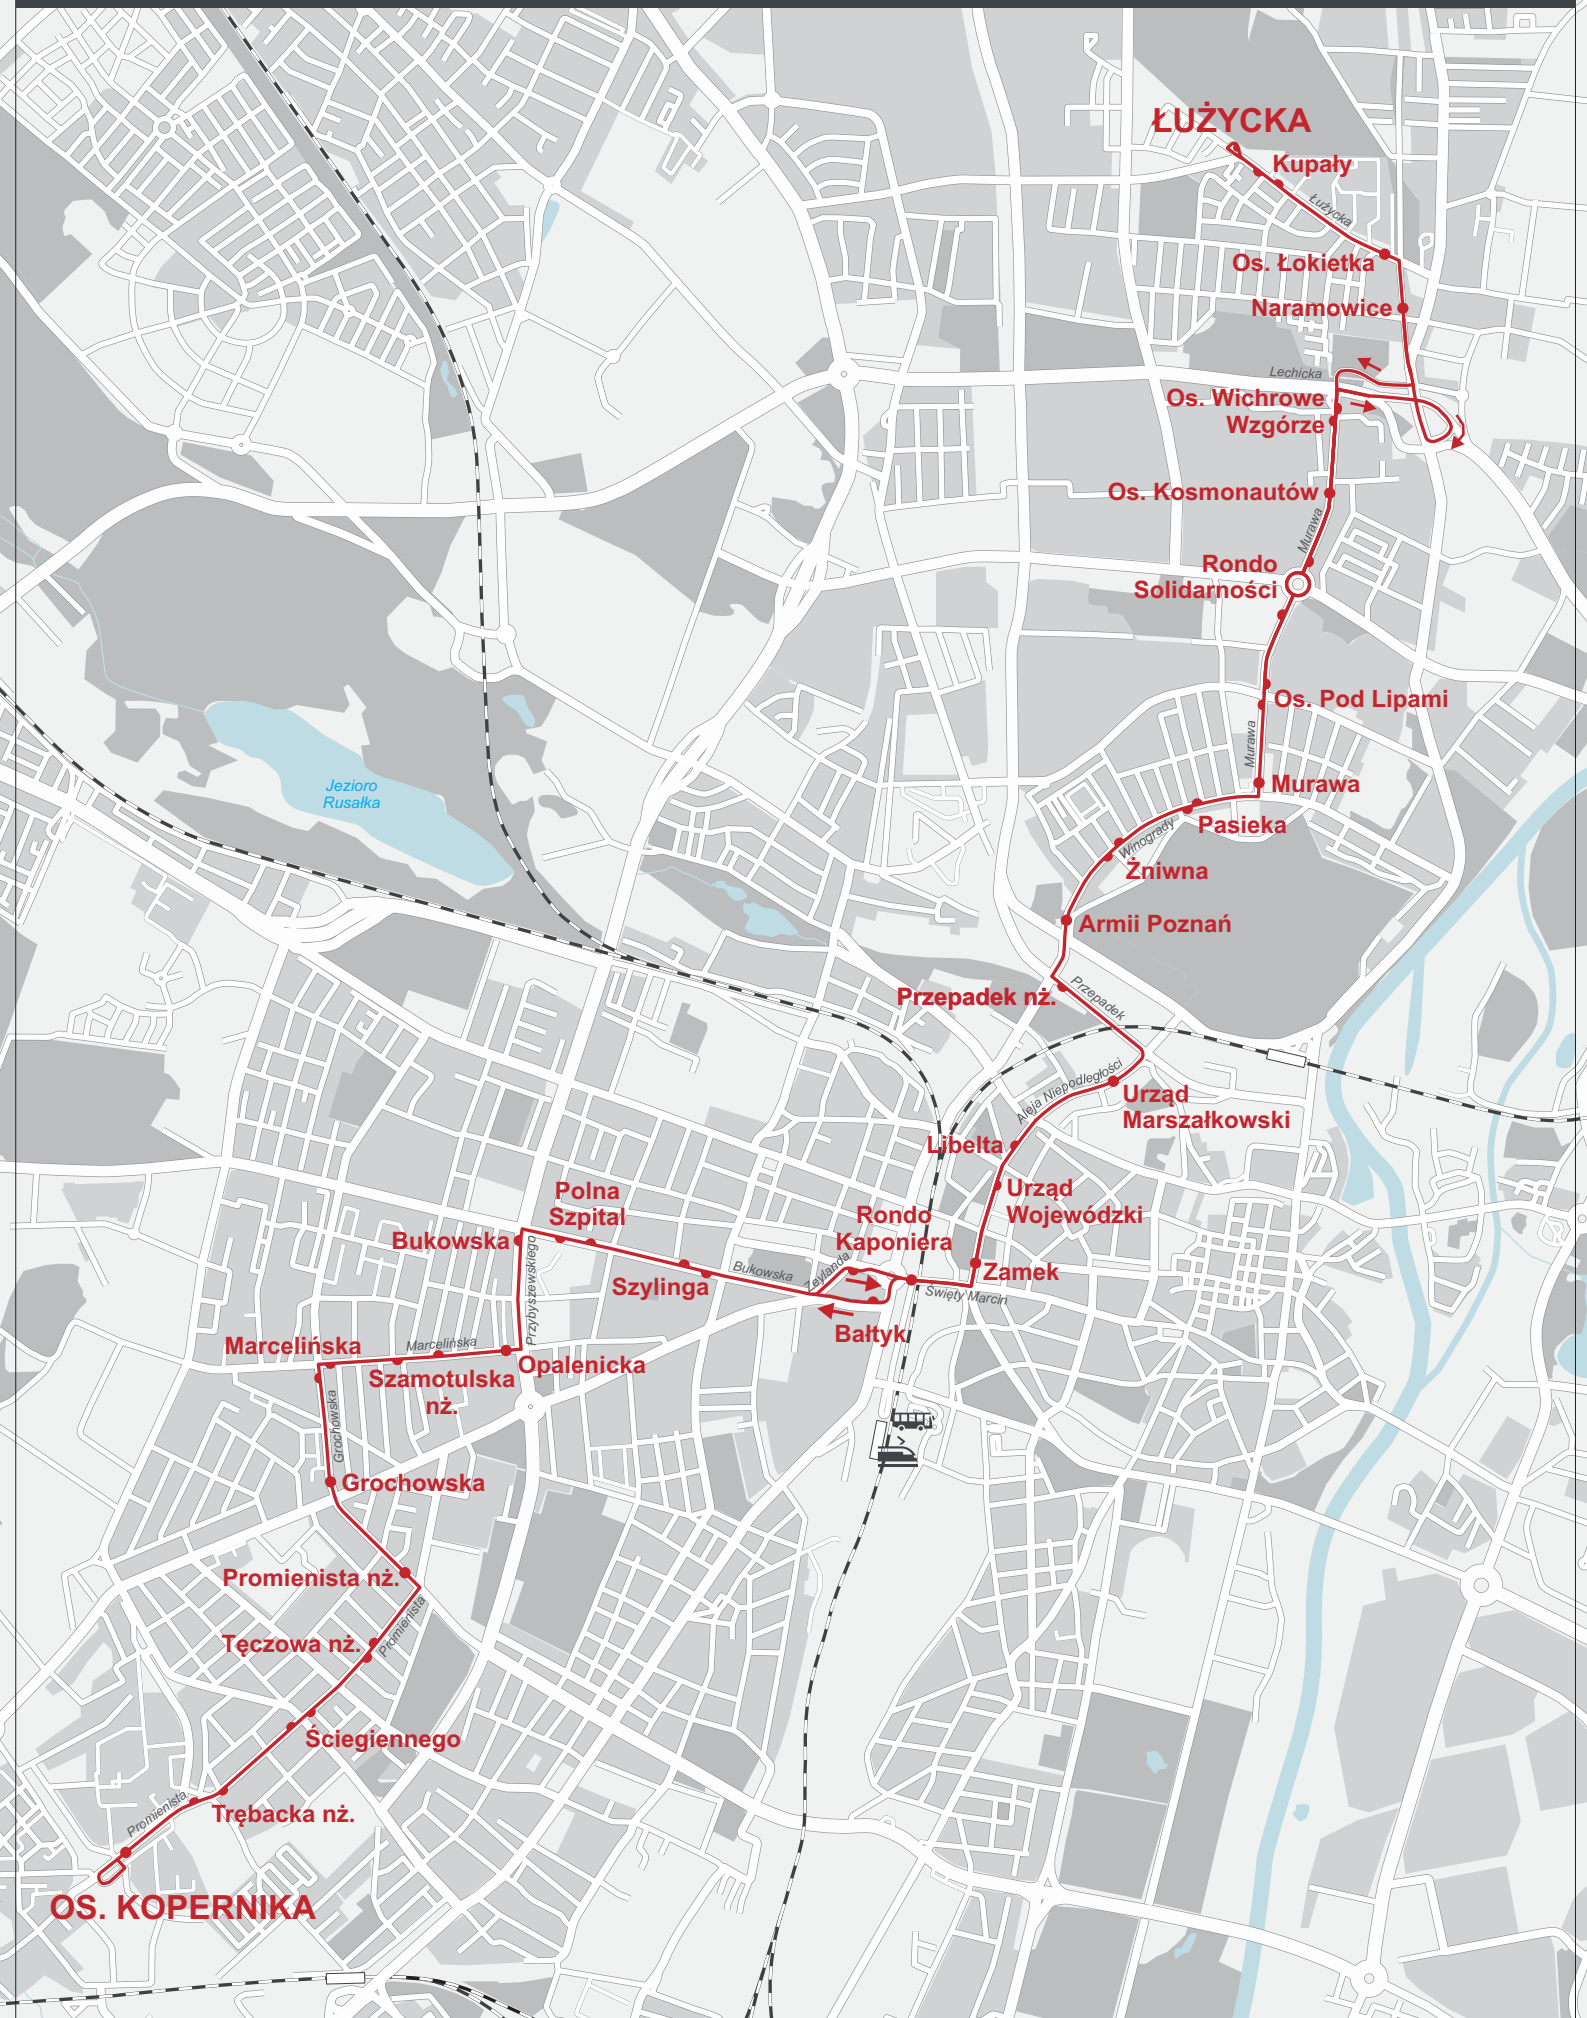 ŁUŻYCKA
Kupały
Łużycka
Os. Łokietka
Naramowice
Lechicka
Os. Wichrowe
Wzgórze
Os. Kosmonautów
Murawa
Rondo
Solidarności
Os. Pod Lipami
Murawa
Jezioro
Rusałka
Murawa
Pasieka
Winogrady
Żniwna
Armii Poznań
Przepadek nż.
Przepadek
Aleja Niepodległości
Urząd
Marszałkowski
Libelta
Urząd
Wojewódzki
Polna
Szpital
Rondo
Kaponiera
Bukowska
Przybyszewskiego
Zamek
Szylinga
Bukowska
Zeylanda
Święty Marcin
Bałtyk
Marcelińska
Marcelińska
Opalenicka
Szamotulska
nż.
Grochowska
Grochowska
Promienista nż.
Promienista
Tęczowa nż.
Ściegiennego
Promienista
Trębacka nż.
OS. KOPERNIKA